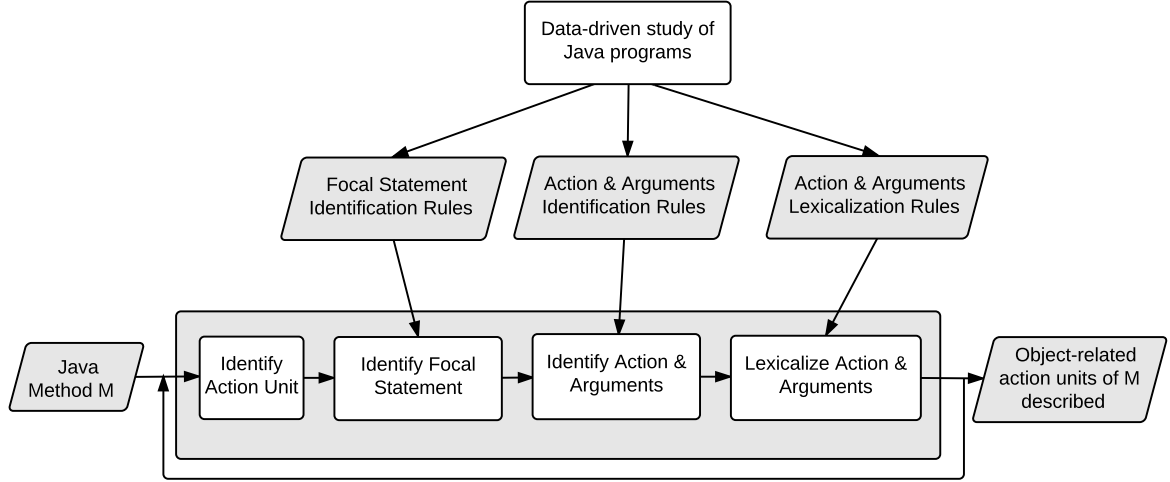 Data-driven study of
Java programs
Focal Statement
Identification Rules
Action & Arguments
Identification Rules
Action & Arguments
Lexicalization Rules
Java
Method M
Identify
Action Unit
Identify Focal
Statement
Identify Action &
Arguments
Lexicalize Action &
Arguments
Object-related
action units of M
described